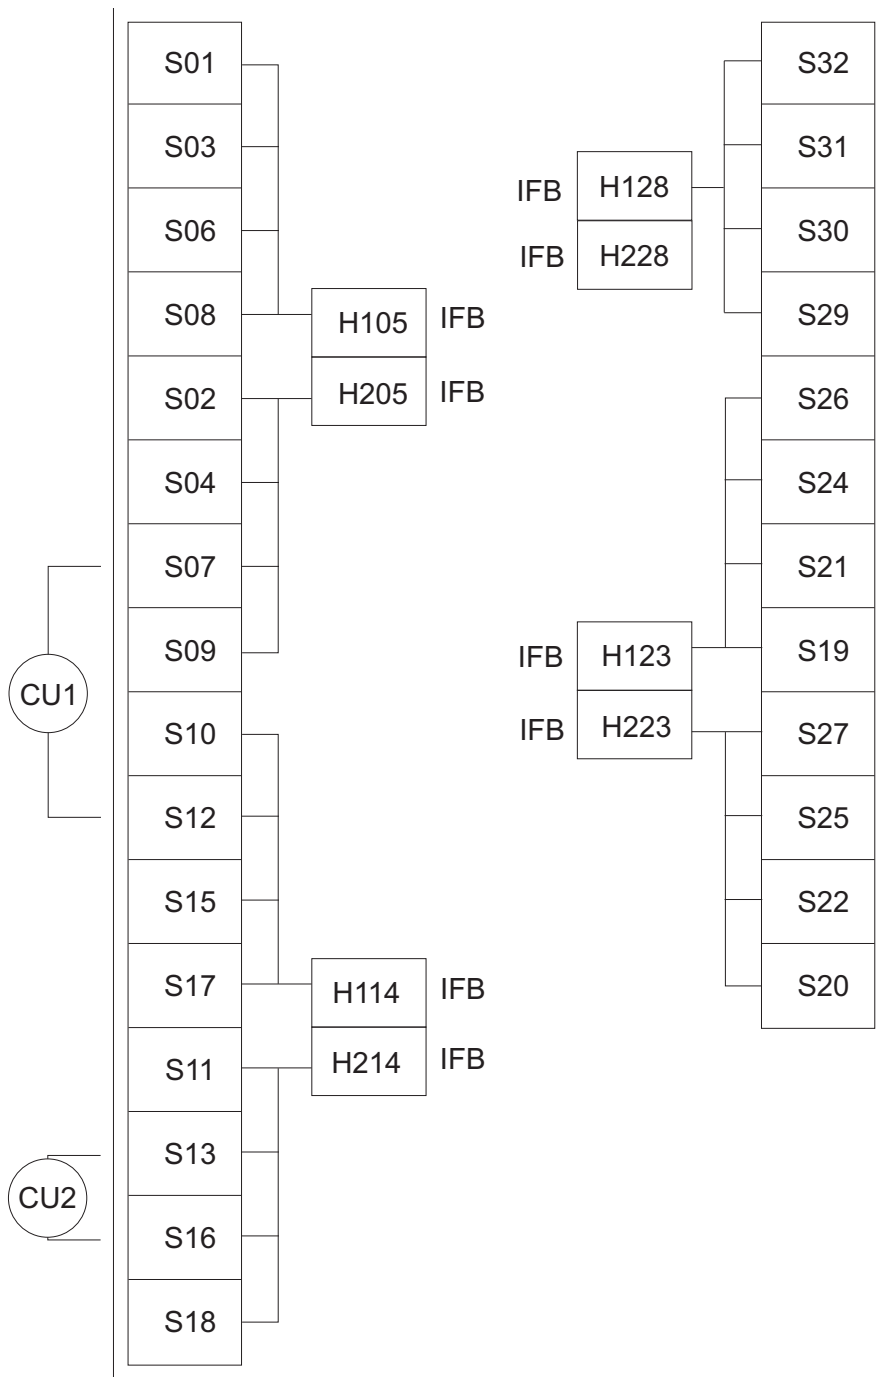 S01
S03
S06
S08
S02
S04
S07
S09
S10
S12
S15
S17
S11
S13
S16
S18
CU1
CU2
H105 IFB
H205 IFB
H114 IFB
H214 IFB
IFB H128
IFB H228
IFB H123
IFB H223
S32
S31
S30
S29
S26
S24
S21
S19
S27
S25
S22
S20